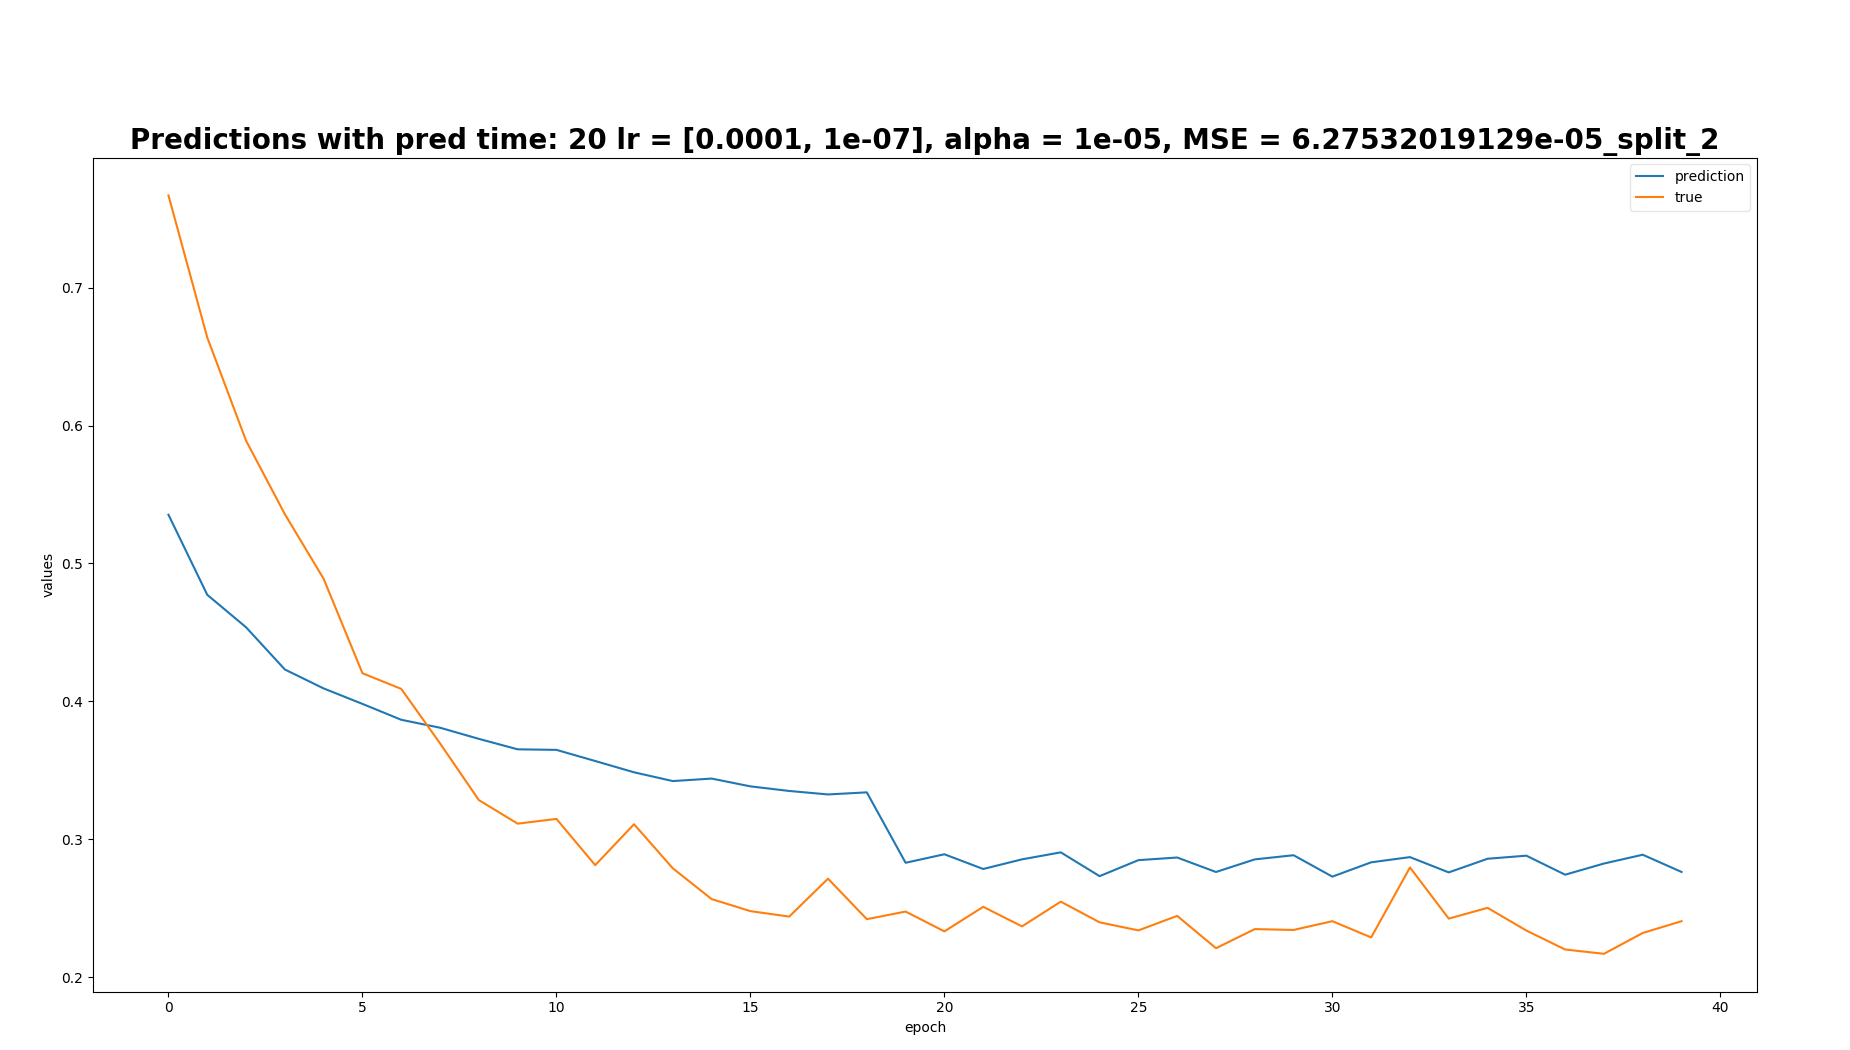 Predictions with pred time: 20 lr = [0.0001, 1e-07], alpha = 1e-05, MSE = 6.27532019129e-05_split_2
prediction
true
values
0.7
0.6
0.5
0.4
0.3
0.2
0 5 10 15 20 25 30 35 40
epoch